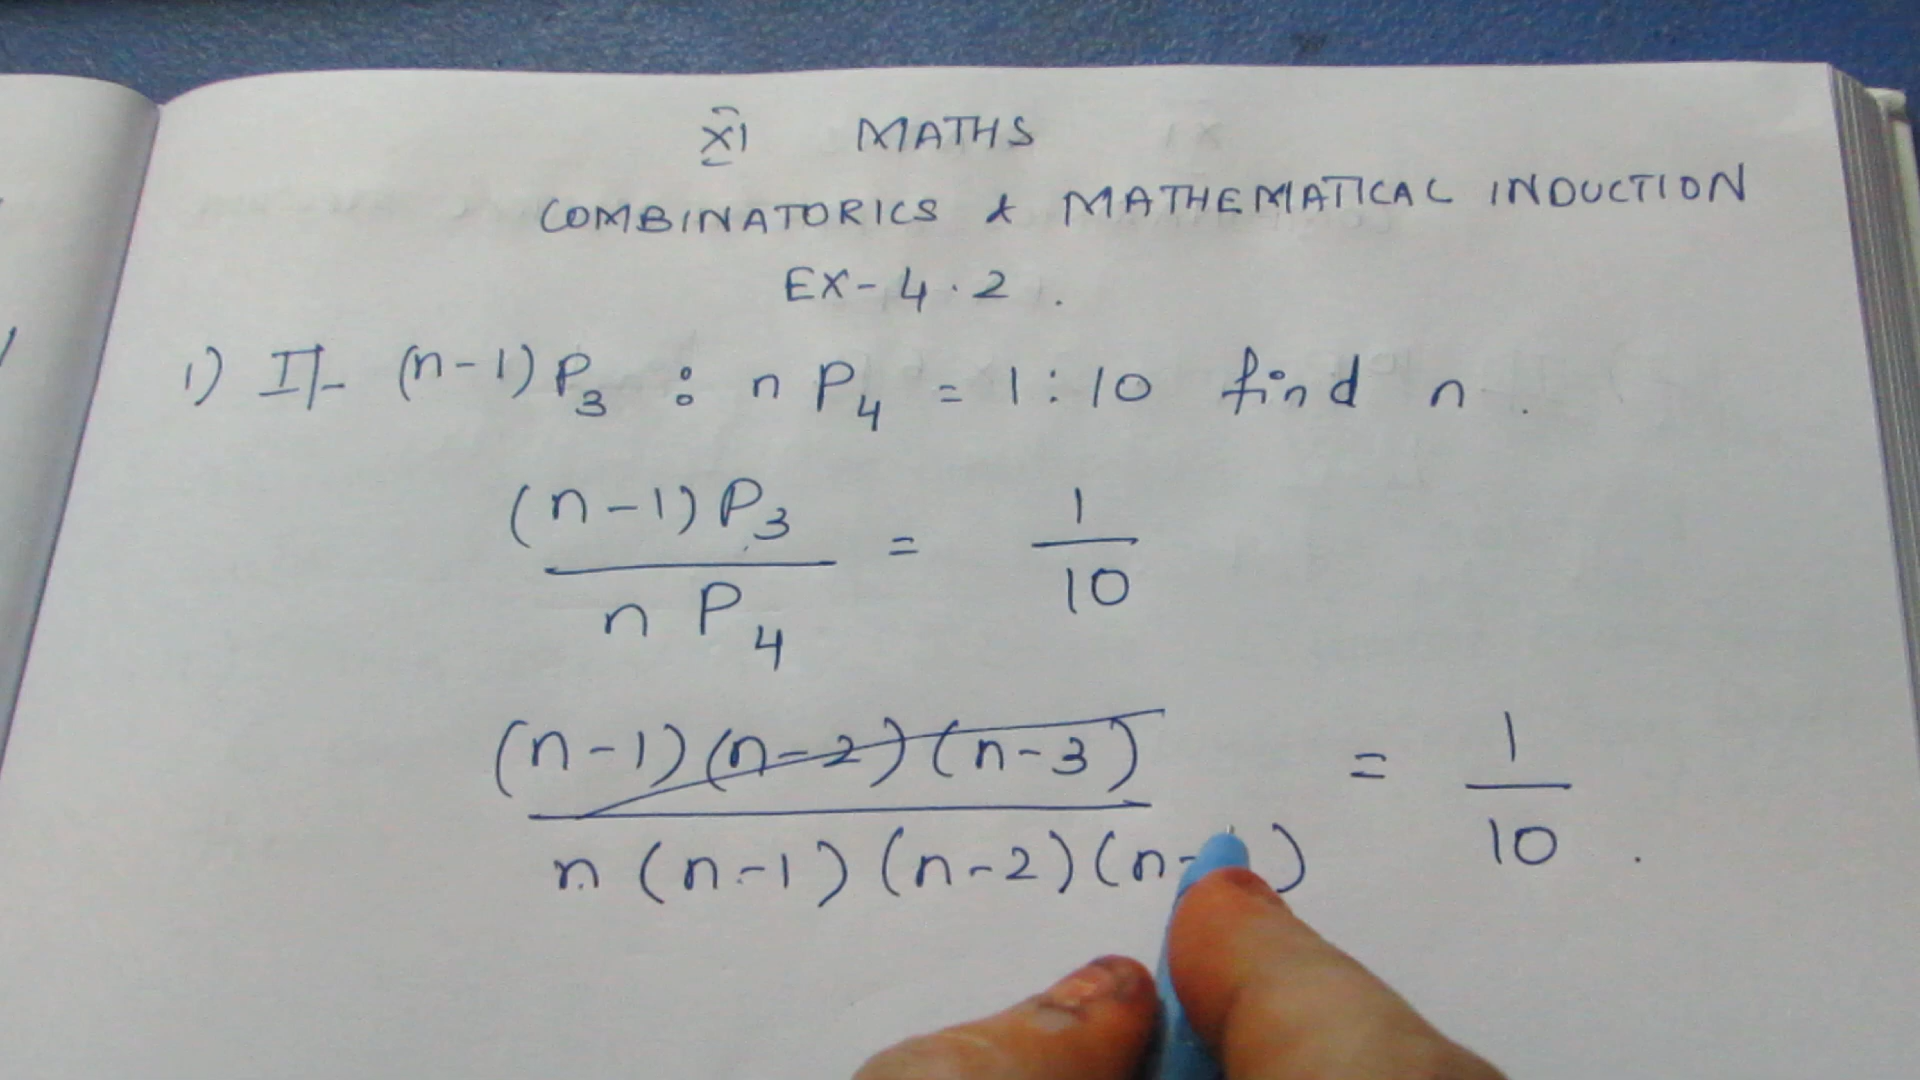 XI MATHS
COMBINATORICS & MATHEMATICAL INDUCTION
EX-4.2.
1) If (n-1)P₃ : nP₄ = 1:10 find n.
(n-1)P₃ / nP₄ = 1/10
(n-1)(n-2)(n-3) / n(n-1)(n-2)(n- ) = 1/10.